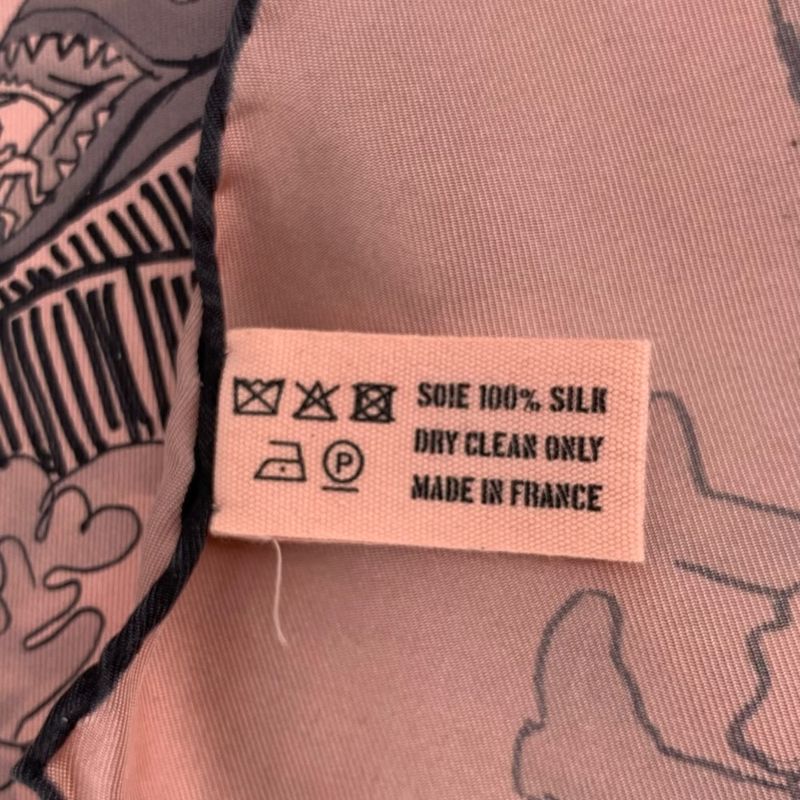 SOIE 100% SILK
DRY CLEAN ONLY
P MADE IN FRANCE